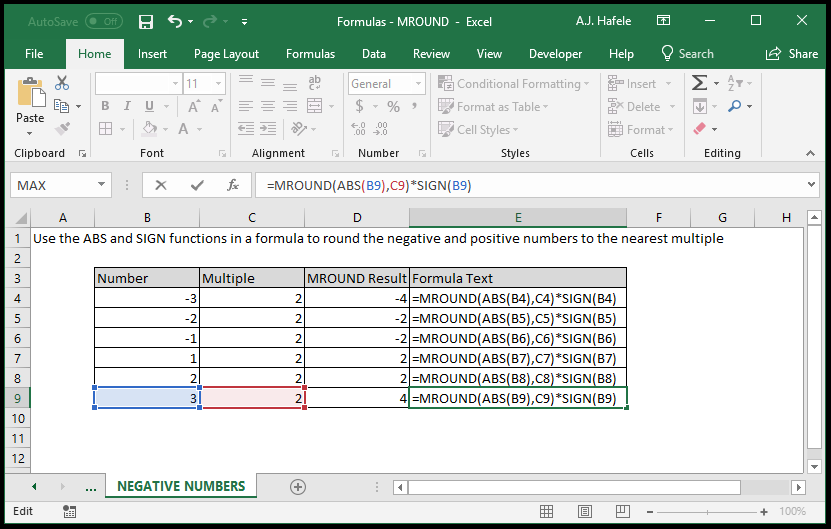 AutoSave Off Formulas - MROUND - Excel A.J. Hafele
File Home Insert Page Layout Formulas Data Review View Developer Help Search Share
General Conditional Formatting Insert
11 Format as Table Delete
Paste B I U A A $ % , Cell Styles Format
Clipboard Font Alignment Number Styles Cells Editing
MAX fx =MROUND(ABS(B9),C9)*SIGN(B9)
A B C D E F G H
1 Use the ABS and SIGN functions in a formula to round the negative and positive numbers to the nearest multiple
2
3 Number Multiple MROUND Result Formula Text
4 -3 2 -4 =MROUND(ABS(B4),C4)*SIGN(B4)
5 -2 2 -2 =MROUND(ABS(B5),C5)*SIGN(B5)
6 -1 2 -2 =MROUND(ABS(B6),C6)*SIGN(B6)
7 1 2 2 =MROUND(ABS(B7),C7)*SIGN(B7)
8 2 2 2 =MROUND(ABS(B8),C8)*SIGN(B8)
9 3 2 4 =MROUND(ABS(B9),C9)*SIGN(B9)
10
11
12
... NEGATIVE NUMBERS
Edit 100%